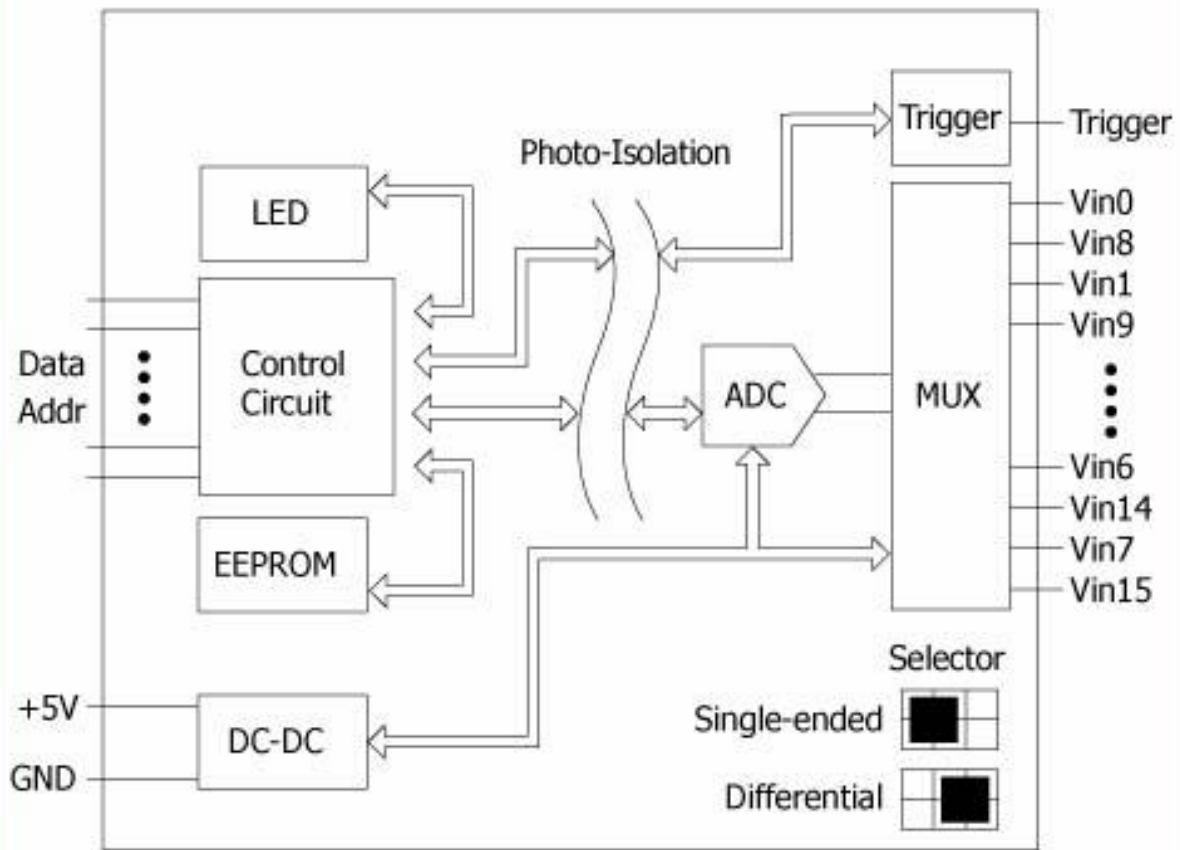 Photo-Isolation
Trigger
Trigger
LED
Vin0
Vin8
Vin1
Vin9
Data
Addr
Control
Circuit
ADC
MUX
Vin6
Vin14
Vin7
Vin15
EEPROM
Selector
+5V
GND
DC-DC
Single-ended
Differential